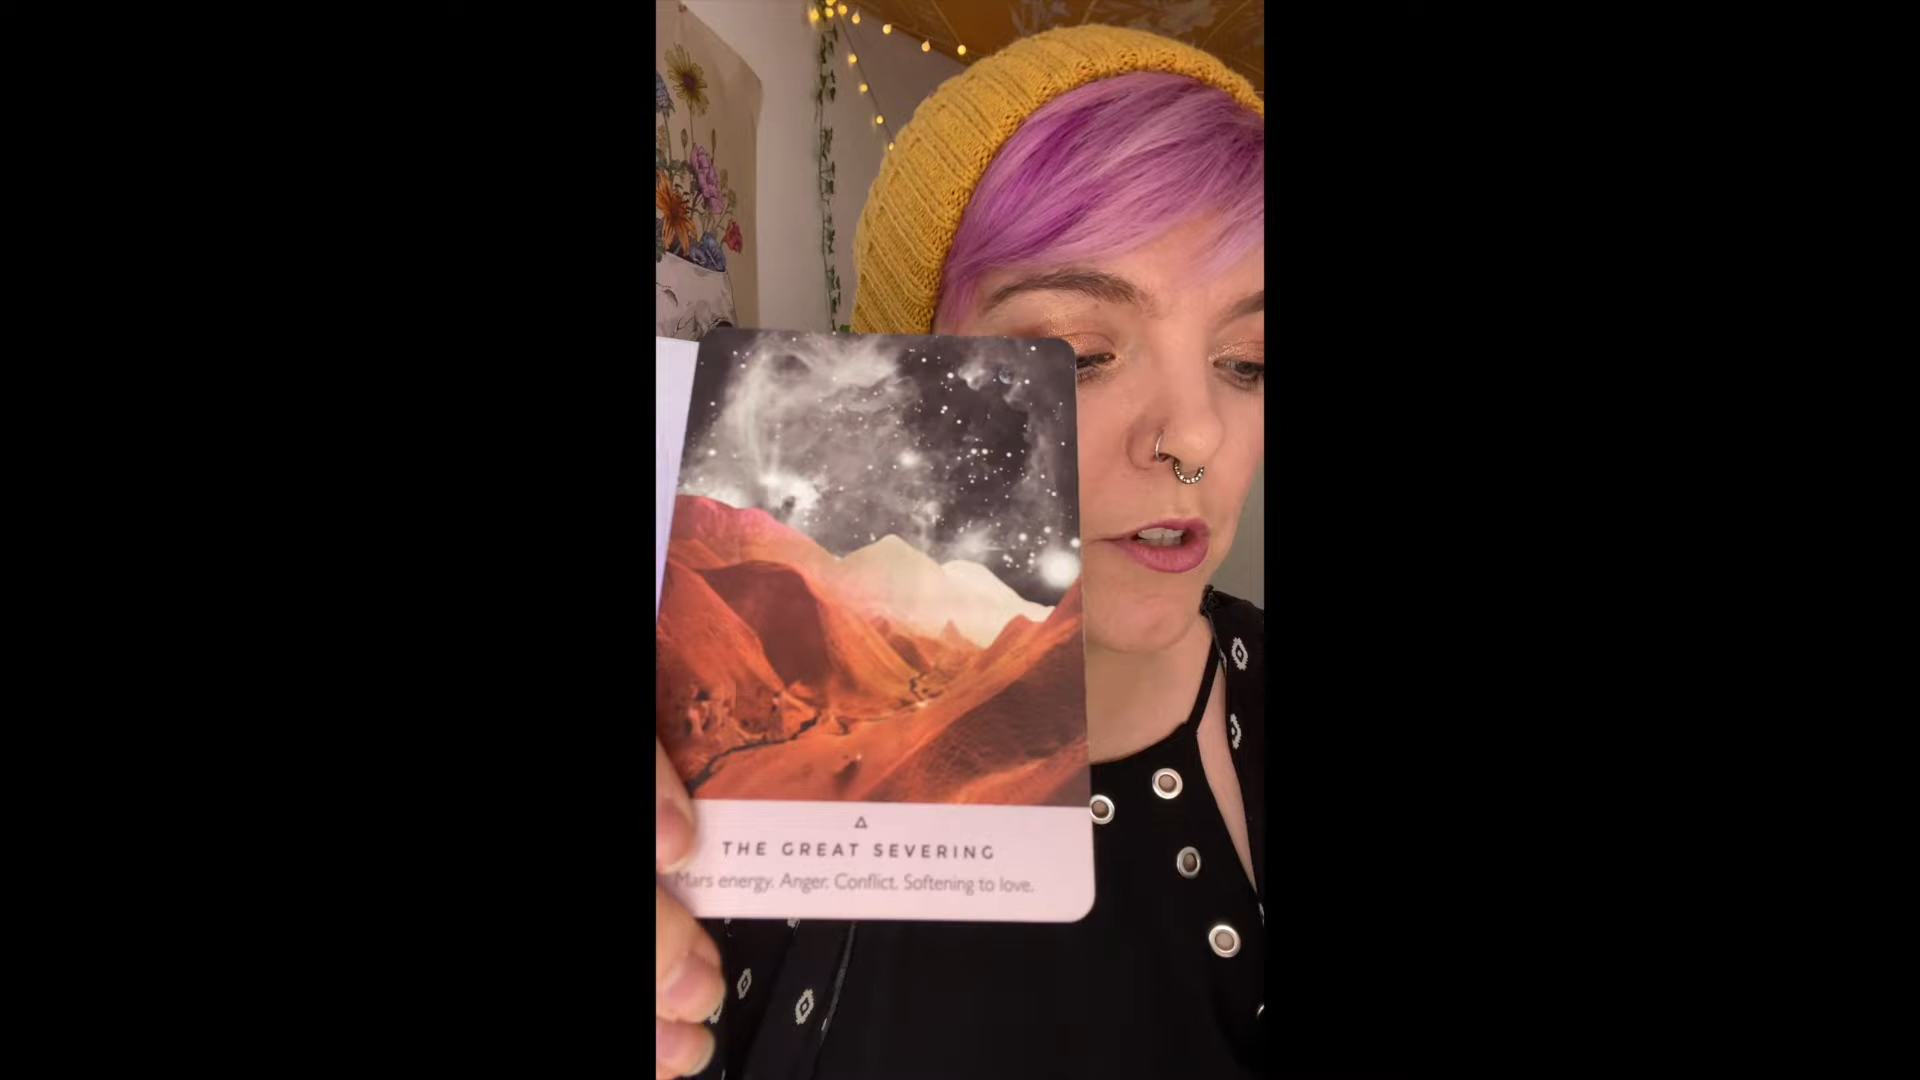 THE GREAT SEVERING
Mars energy. Anger. Conflict. Softening to love.